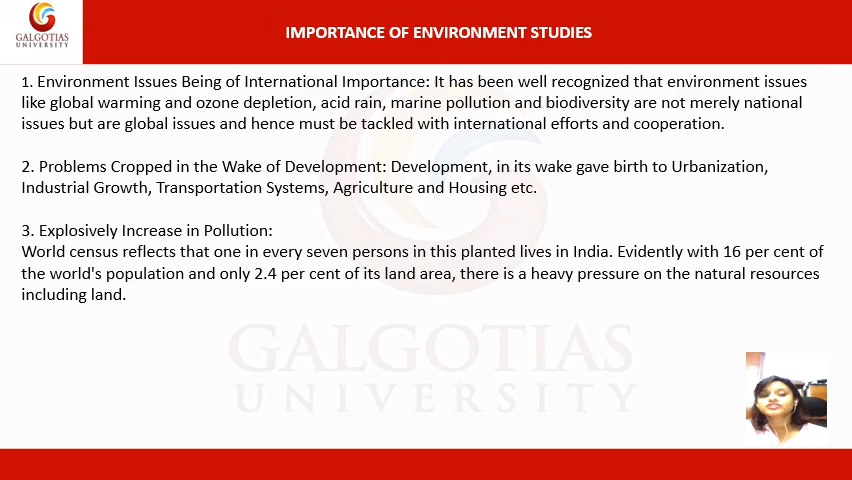 GALGOTIAS
UNIVERSITY
IMPORTANCE OF ENVIRONMENT STUDIES
1. Environment Issues Being of International Importance: It has been well recognized that environment issues
like global warming and ozone depletion, acid rain, marine pollution and biodiversity are not merely national
issues but are global issues and hence must be tackled with international efforts and cooperation.
2. Problems Cropped in the Wake of Development: Development, in its wake gave birth to Urbanization,
Industrial Growth, Transportation Systems, Agriculture and Housing etc.
3. Explosively Increase in Pollution:
World census reflects that one in every seven persons in this planted lives in India. Evidently with 16 per cent of
the world's population and only 2.4 per cent of its land area, there is a heavy pressure on the natural resources
including land.
GALGOTIAS
UNIVERSITY